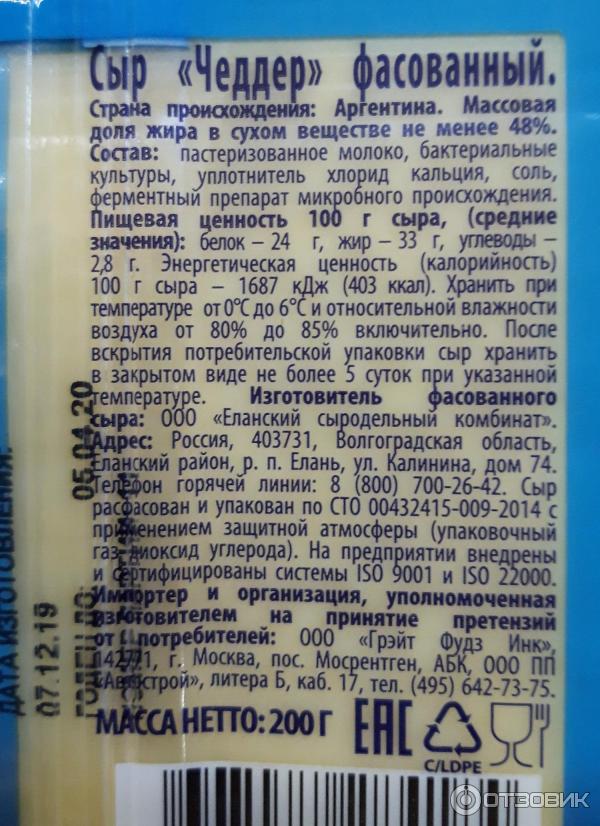 Сыр «Чеддер» фасованный.
Страна происхождения: Аргентина. Массовая
доля жира в сухом веществе не менее 48%.
Состав: пастеризованное молоко, бактериальные
культуры, уплотнитель хлорид кальция, соль,
ферментный препарат микробного происхождения.
Пищевая ценность 100 г сыра, (средние
значения): белок – 24 г, жир – 33 г, углеводы –
2,8 г. Энергетическая ценность (калорийность)
100 г сыра – 1687 кДж (403 ккал). Хранить при
температуре от 0°С до 6°С и относительной влажности
воздуха от 80% до 85% включительно. После
вскрытия потребительской упаковки сыр хранить
в закрытом виде не более 5 суток при указанной
температуре. Изготовитель фасованного
сыра: ООО «Еланский сыродельный комбинат».
Адрес: Россия, 403731, Волгоградская область,
Еланский район, р. п. Елань, ул. Калинина, дом 74.
Телефон горячей линии: 8 (800) 700-26-42. Сыр
расфасован и упакован по СТО 00432415-009-2014 с
применением защитной атмосферы (упаковочный
газ диоксид углерода). На предприятии внедрены
и сертифицированы системы ISO 9001 и ISO 22000.
Импортер и организация, уполномоченная
изготовителем на принятие претензий
от потребителей: ООО «Грэйт Фудз Инк»,
142771, г. Москва, пос. Мосрентген, АБК, ООО ПП
«Авиастрой», литера Б, каб. 17, тел. (495) 642-73-75.
МАССА НЕТТО: 200 Г
EAC
C/LDPE
ДАТА ИЗГОТОВЛЕНИЯ:
07.12.19
ГОДЕН ДО:
05.04.20
ОТЗОВИК